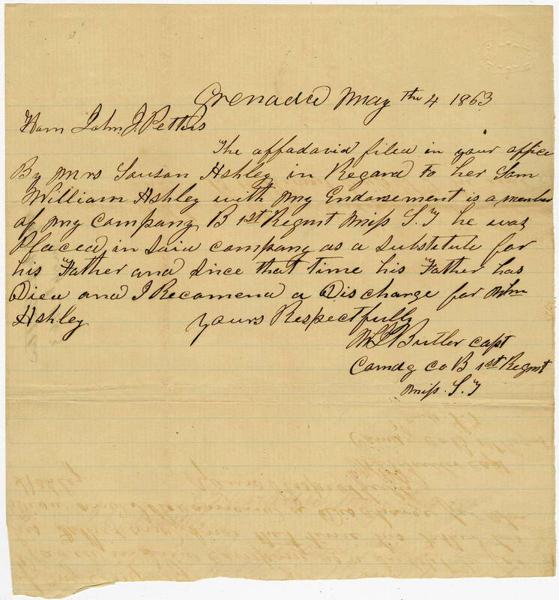 Grenada May the 4 1863
Hon John J. Pettus
The affadavid filed in your office
By Mrs Souson Ashley in Regard to her Son
William Ashley with my Endorsement is a member
of my company B 1st Regmt Miss S.T he was
Placed in Said company as a substitute for
his Father and Since that time his Father has
Died and I Recomend a Discharge for Wm
Ashley yours Respectfully
Butler capt
Comdg co B 1st Regmt
Miss. S.T